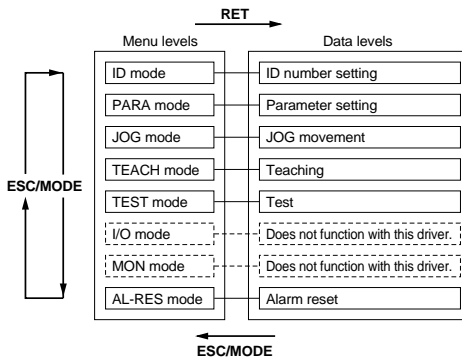 RET
Menu levels Data levels
ID mode ID number setting
PARA mode Parameter setting
JOG mode JOG movement
TEACH mode Teaching
ESC/MODE
TEST mode Test
I/O mode Does not function with this driver.
MON mode Does not function with this driver.
AL-RES mode Alarm reset
ESC/MODE